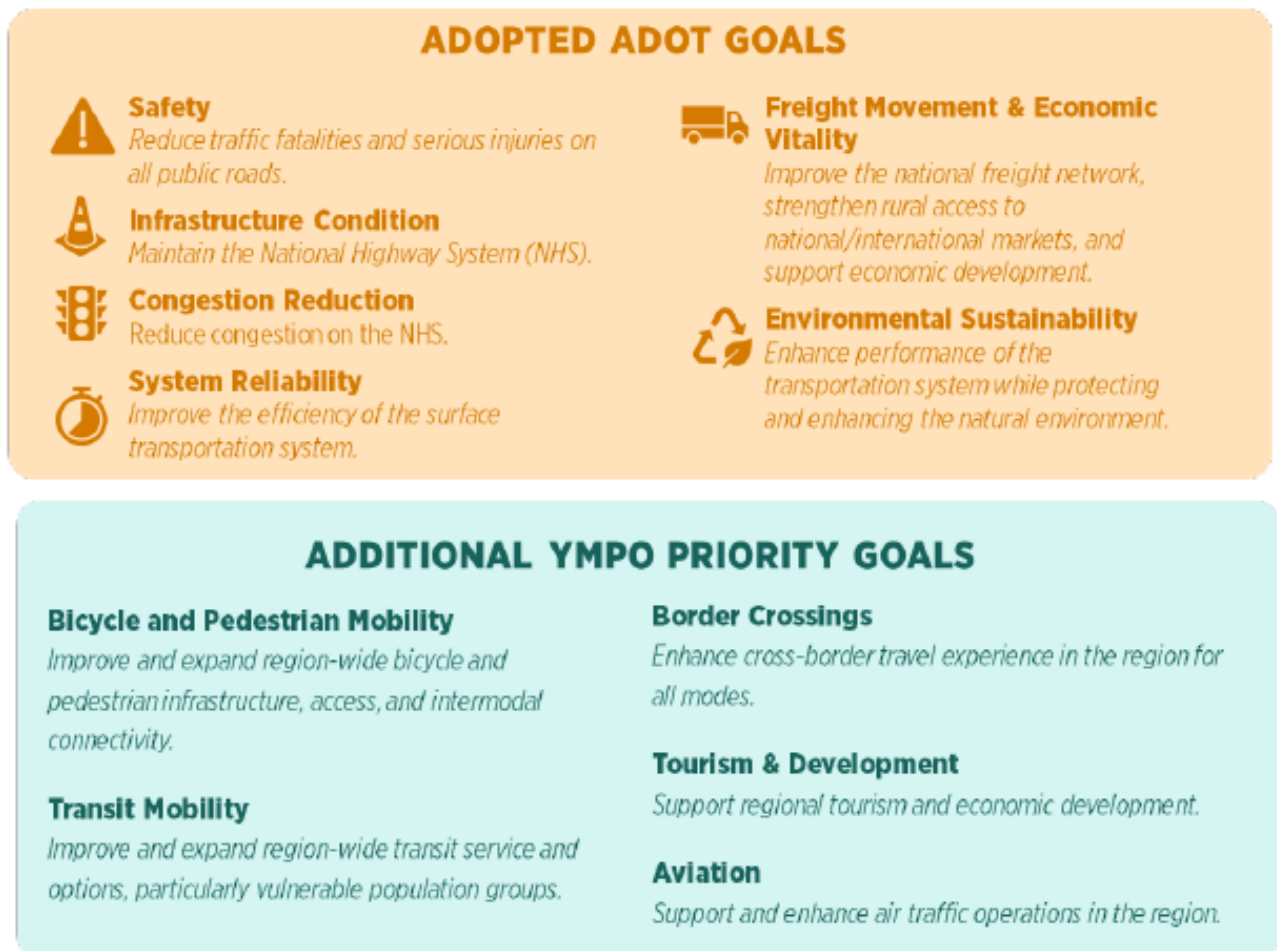 ADOPTED ADOT GOALS
Safety
Reduce traffic fatalities and serious injuries on
all public roads.
Infrastructure Condition
Maintain the National Highway System (NHS).
Congestion Reduction
Reduce congestion on the NHS.
System Reliability
Improve the efficiency of the surface
transportation system.
Freight Movement & Economic
Vitality
Improve the national freight network,
strengthen rural access to
national/international markets, and
support economic development.
Environmental Sustainability
Enhance performance of the
transportation system while protecting
and enhancing the natural environment.
ADDITIONAL YMPO PRIORITY GOALS
Bicycle and Pedestrian Mobility
Improve and expand region-wide bicycle and
pedestrian infrastructure, access, and intermodal
connectivity.
Transit Mobility
Improve and expand region-wide transit service and
options, particularly vulnerable population groups.
Border Crossings
Enhance cross-border travel experience in the region for
all modes.
Tourism & Development
Support regional tourism and economic development.
Aviation
Support and enhance air traffic operations in the region.